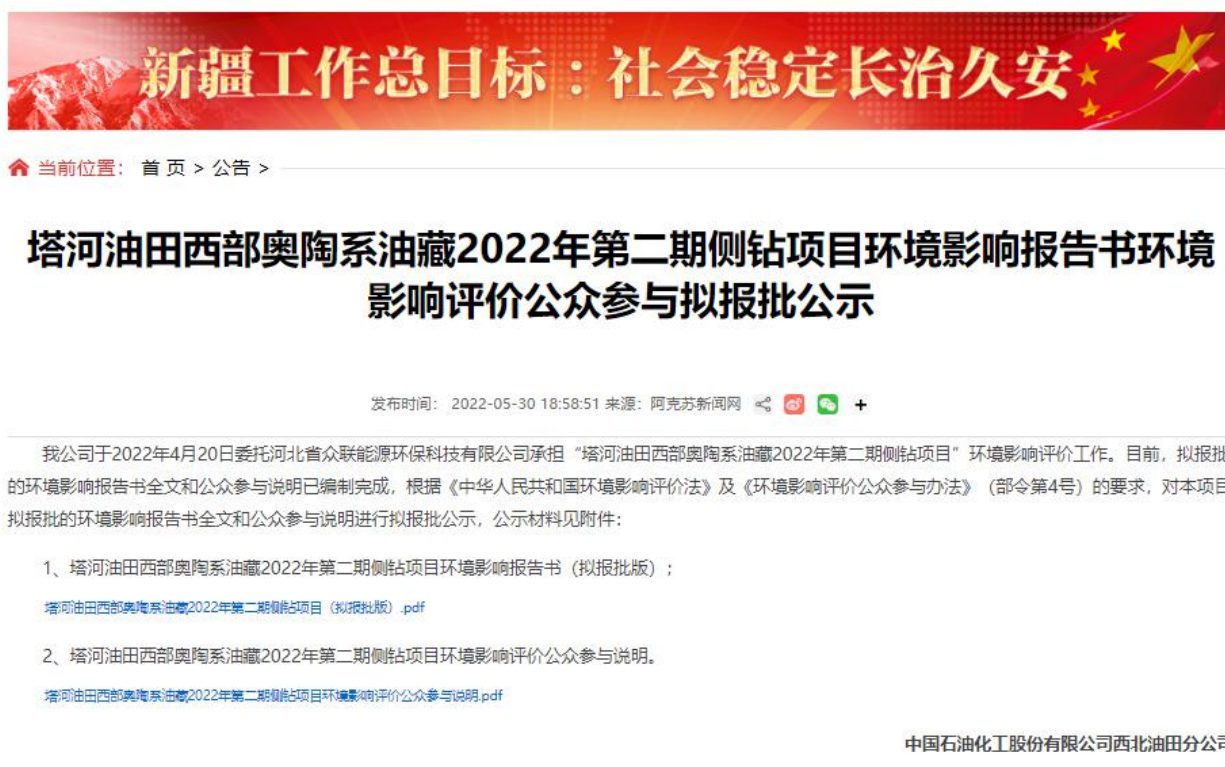 新疆工作总目标：社会稳定长治久安
当前位置： 首 页 > 公告 >
塔河油田西部奥陶系油藏2022年第二期侧钻项目环境影响报告书环境
影响评价公众参与拟报批公示
发布时间： 2022-05-30 18:58:51 来源：阿克苏新闻网
我公司于2022年4月20日委托河北省众联能源环保科技有限公司承担“塔河油田西部奥陶系油藏2022年第二期侧钻项目”环境影响评价工作。目前，拟报批
的环境影响报告书全文和公众参与说明已编制完成，根据《中华人民共和国环境影响评价法》及《环境影响评价公众参与办法》（部令第4号）的要求，对本项目
拟报批的环境影响报告书全文和公众参与说明进行拟报批公示，公示材料见附件：
1、塔河油田西部奥陶系油藏2022年第二期侧钻项目环境影响报告书（拟报批版）；
塔河油田西部奥陶系油藏2022年第二期侧钻项目（拟报批版）.pdf
2、塔河油田西部奥陶系油藏2022年第二期侧钻项目环境影响评价公众参与说明。
塔河油田西部奥陶系油藏2022年第二期侧钻项目环境影响评价公众参与说明.pdf
中国石油化工股份有限公司西北油田分公司